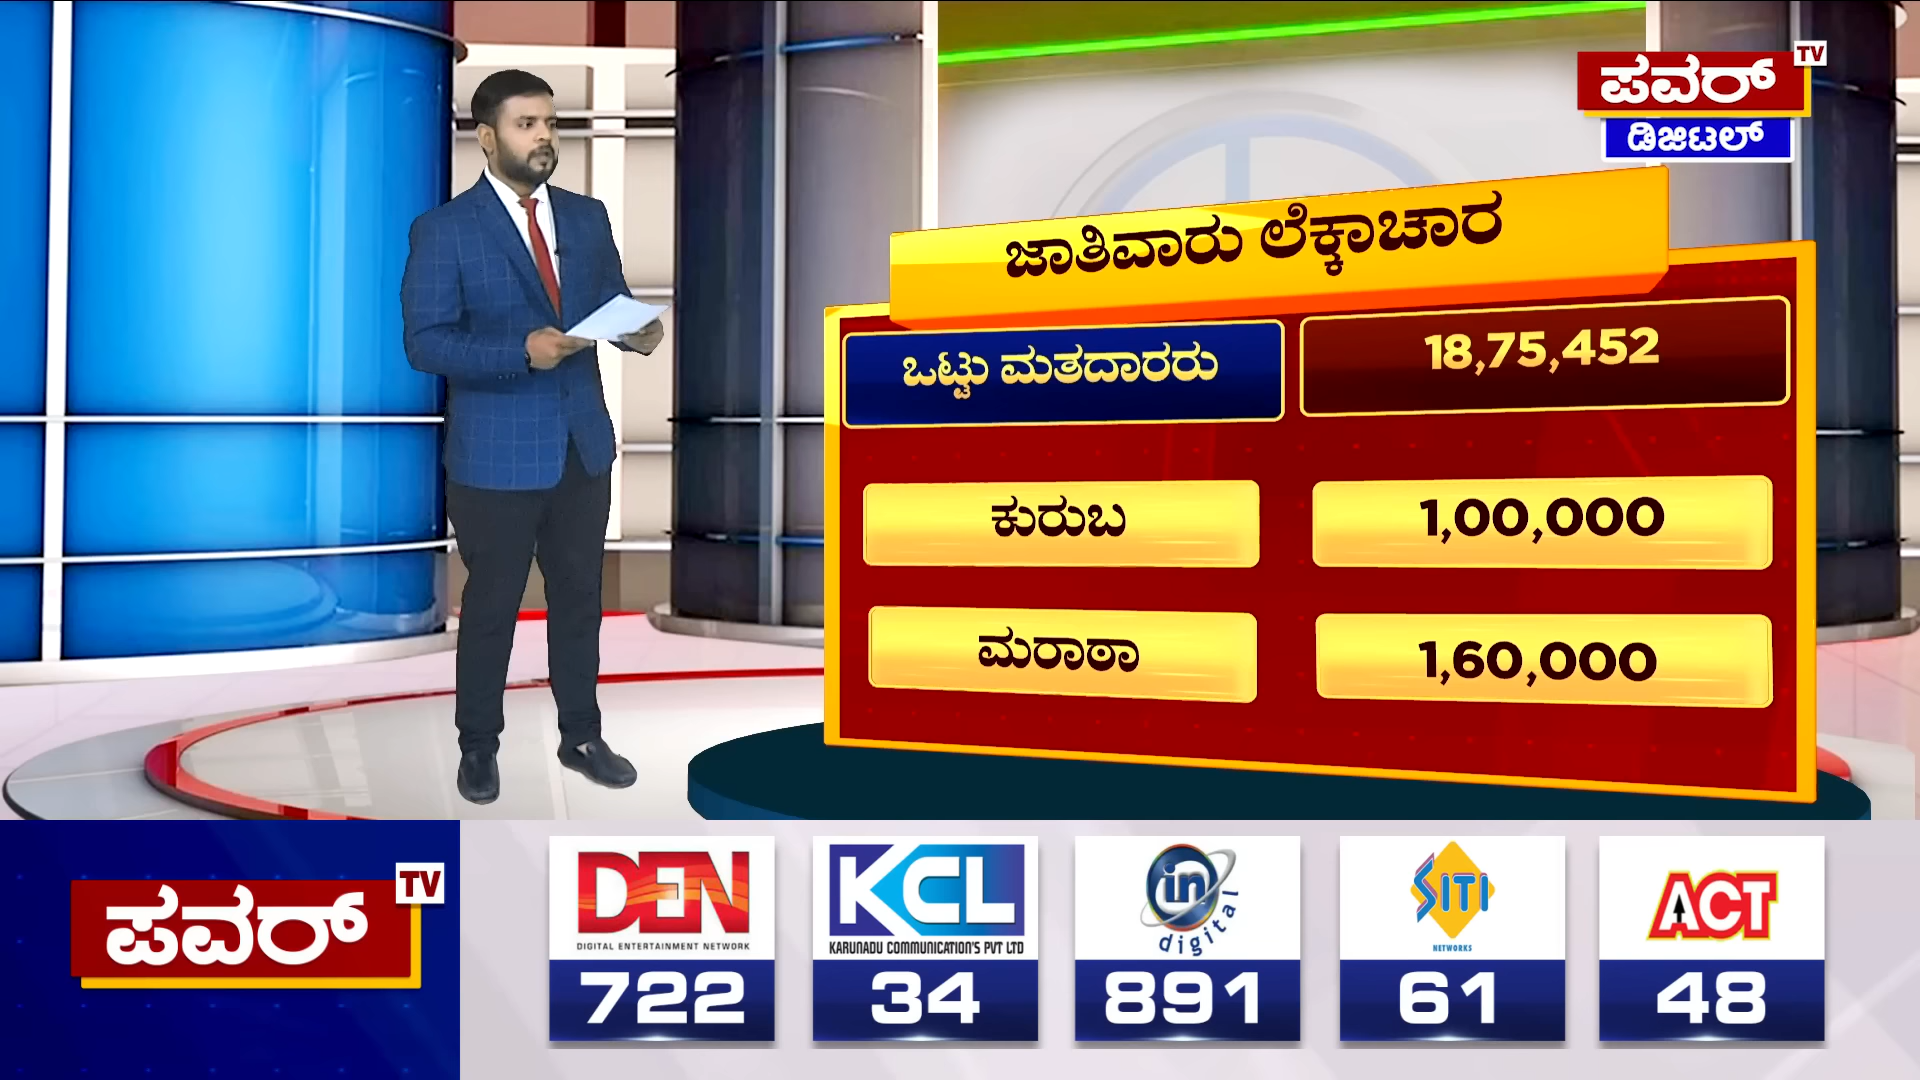 ಪವರ್ TV
ಡಿಜಿಟಲ್
ಜಾತಿವಾರು ಲೆಕ್ಕಾಚಾರ
ಒಟ್ಟು ಮತದಾರರು 18,75,452
ಕುರುಬ 1,00,000
ಮರಾಠಾ 1,60,000
ಪವರ್ TV
DEN
DIGITAL ENTERTAINMENT NETWORK
722
KCL
KARUNADU COMMUNICATION'S PVT LTD
34
in digital
891
SITI
NETWORKS
61
ACT
48